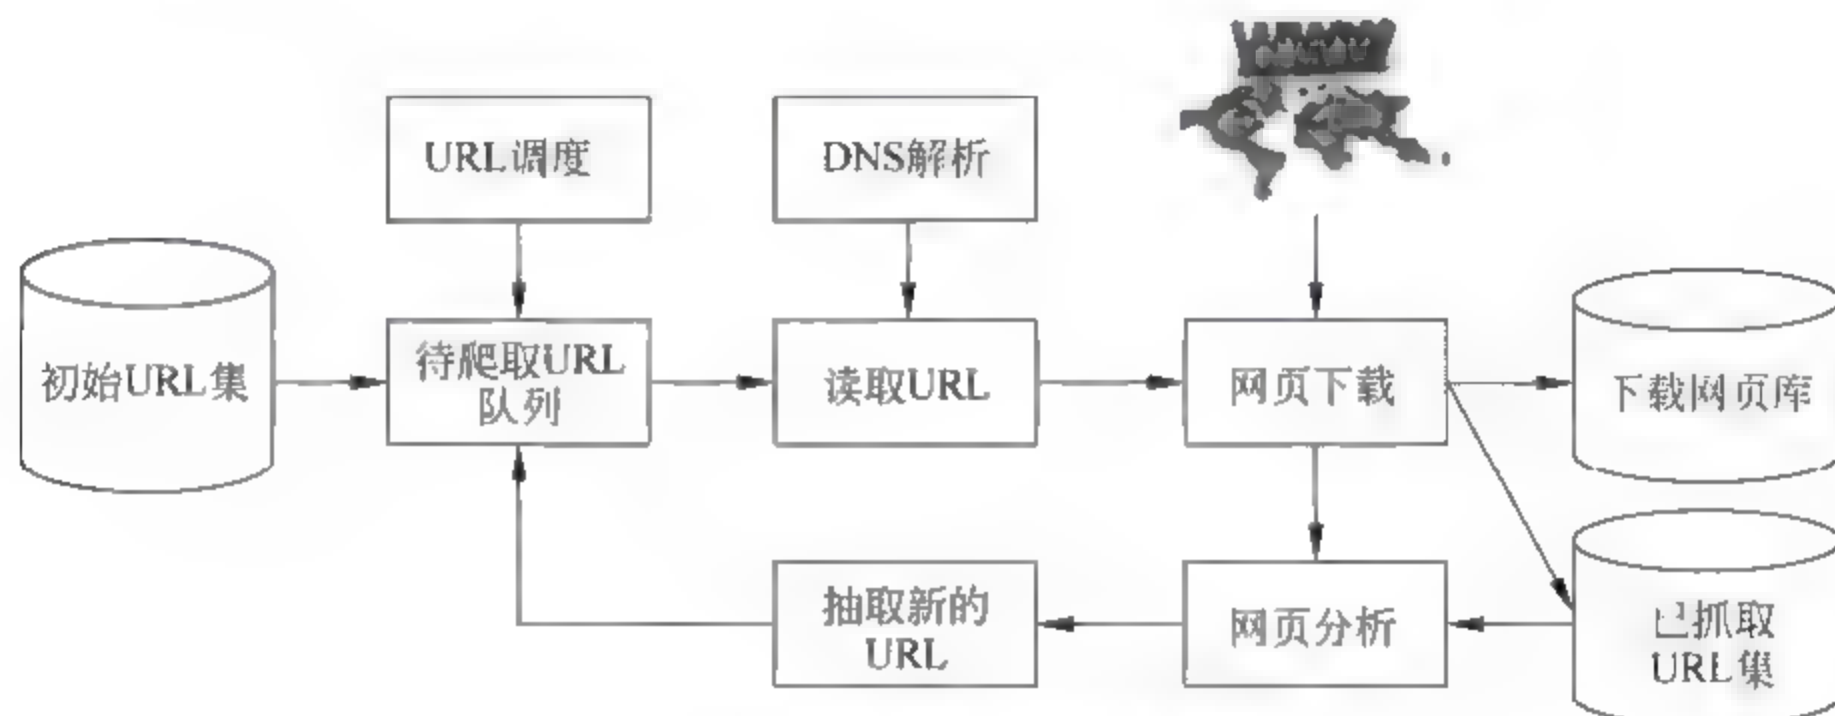 URL调度
DNS解析
初始URL集
待爬取URL
队列
读取URL
网页下载
下载网页库
抽取新的
URL
网页分析
已抓取
URL集